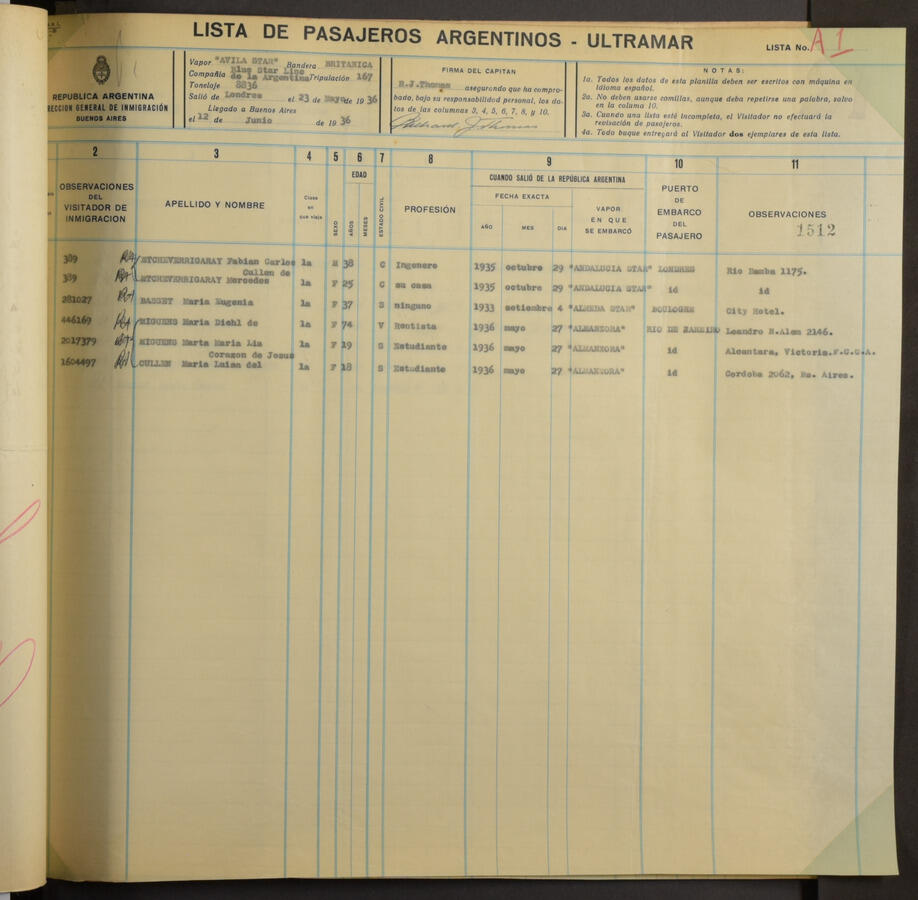 LISTA DE PASAJEROS ARGENTINOS - ULTRAMAR
LISTA No. A1
REPUBLICA ARGENTINA
RECCION GENERAL DE INMIGRACIÓN
BUENOS AIRES
Vapor "AVILA STAR" Bandera BRITANICA
Compañia Blue Star Line de la Argentina Tripulación 167
Tonelaje 8836
Salió de Londres el 23 de Mayo de 1936
Llegado a Buenos Aires
el 12 de Junio de 1936
FIRMA DEL CAPITAN
R.J.Thomas asegurando que ha compro-
bado, bajo su responsabilidad personal, los da-
tos de las columnas 3, 4, 5, 6, 7, 8, y 10.
NOTAS:
1a. Todos los datos de esta planilla deben ser escritos con máquina en
idioma español.
2a. No deben usarse comillas, aunque deba repetirse una palabra, salvo
en la columna 10.
3a. Cuando una lista esté incompleta, el Visitador no efectuará la
revisación de pasajeros.
4a. Todo buque entregará al Visitador dos ejemplares de esta lista.
2 3 4 5 6 7 8 9 10 11
OBSERVACIONES
DEL
VISITADOR DE
INMIGRACION
APELLIDO Y NOMBRE
Clase
en
que viaja
SEXO
EDAD
AÑOS
MESES
ESTADO CIVIL
PROFESIÓN
CUANDO SALIÓ DE LA REPÚBLICA ARGENTINA
FECHA EXACTA
AÑO MES DIA
VAPOR
EN QUE
SE EMBARCÓ
PUERTO
DE
EMBARCO
DEL
PASAJERO
OBSERVACIONES
1512
389 ETCHEVERRIGARAY Fabian Carlos 1a M 38 C Ingenero 1935 octubre 29 "ANDALUCIA STAR" LONDRES Rio Bamba 1175.
Cullen de
389 ETCHEVERRIGARAY Mercedes 1a F 25 C su casa 1935 octubre 29 "ANDALUCIA STAR" id id
281027 BASSET Maria Eugenia 1a F 37 S ninguno 1933 setiembre 4 "ALMEDA STAR" BOULOGNE City Hotel.
446169 MIGUENS Maria Diehl de 1a F 74 V Rentista 1936 mayo 27 "ALMANZORA" RIO DE JANEIRO Leandro N.Alem 2146.
2017379 MIGUENS Marta Maria Lia 1a F 19 S Estudiante 1936 mayo 27 "ALMANZORA" id Alcantara, Victoria.F.C.C.A.
Corazon de Jesus
1604497 CULLEN Maria Luisa del 1a F 18 S Estudiante 1936 mayo 27 "ALMANZORA" id Cordoba 2062, Bs. Aires.